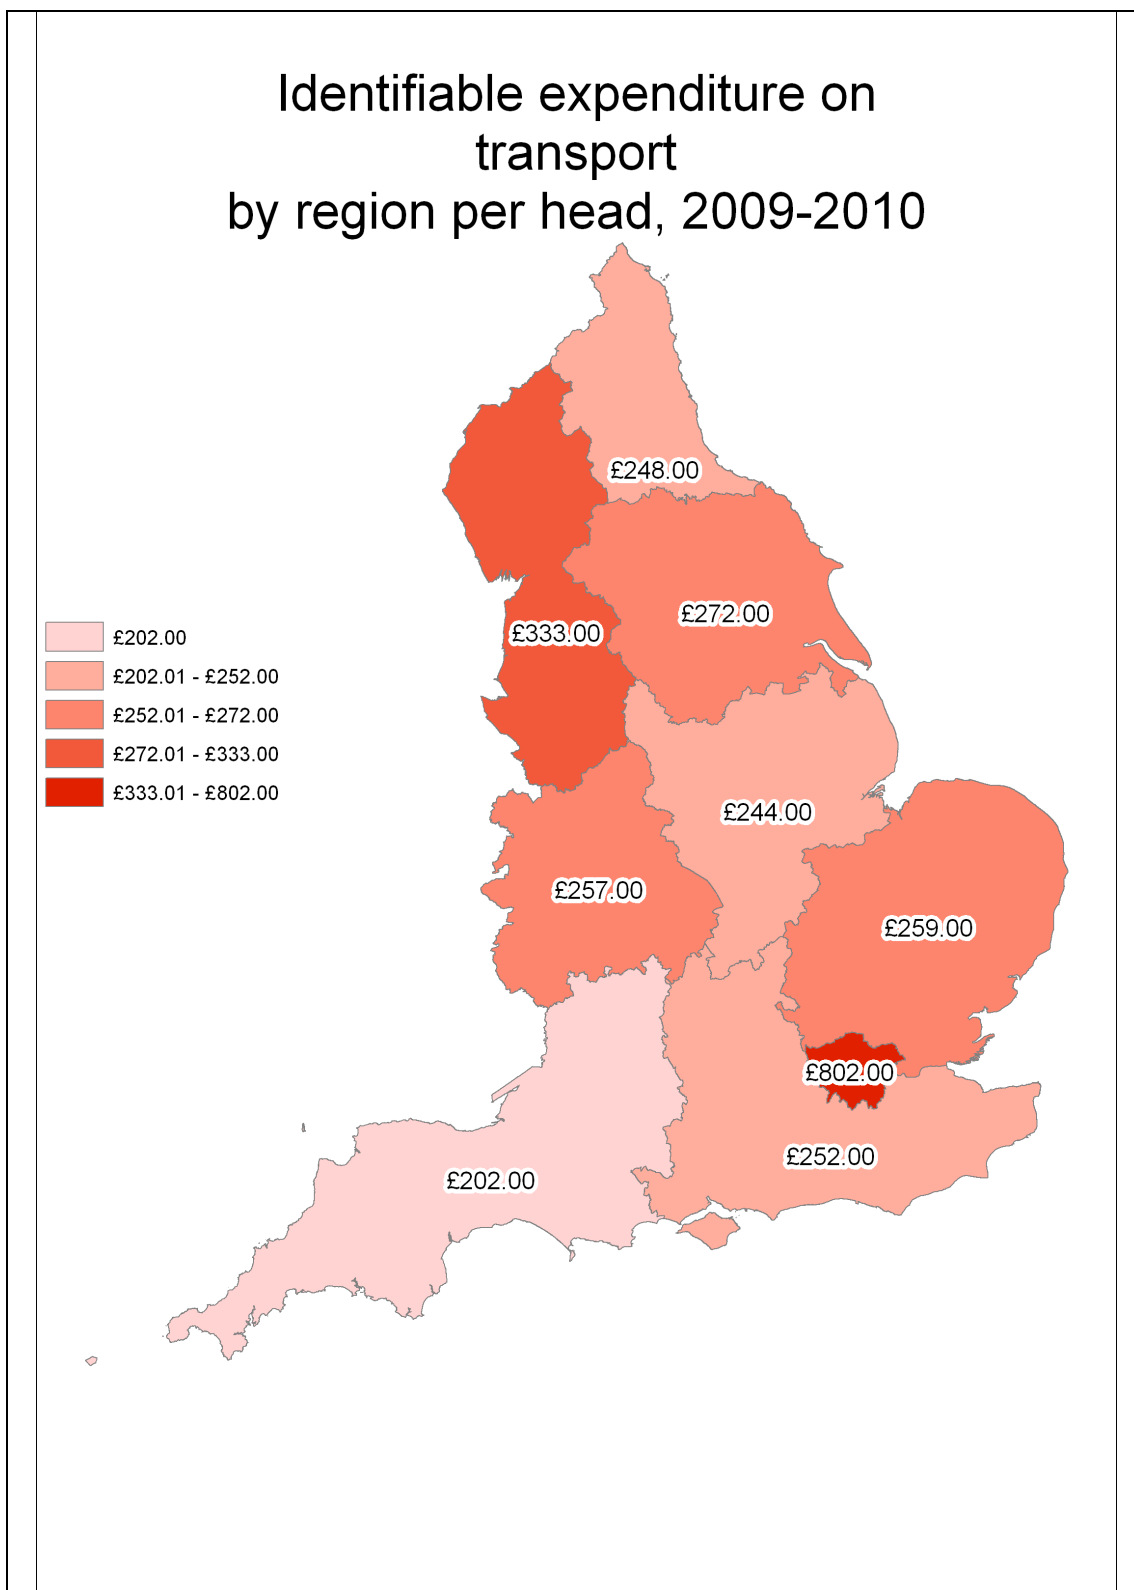 Identifiable expenditure on
transport
by region per head, 2009-2010
£248.00
£272.00
£333.00
£202.00
£202.01 - £252.00
£252.01 - £272.00
£272.01 - £333.00
£333.01 - £802.00
£244.00
£257.00
£259.00
£802.00
£252.00
£202.00